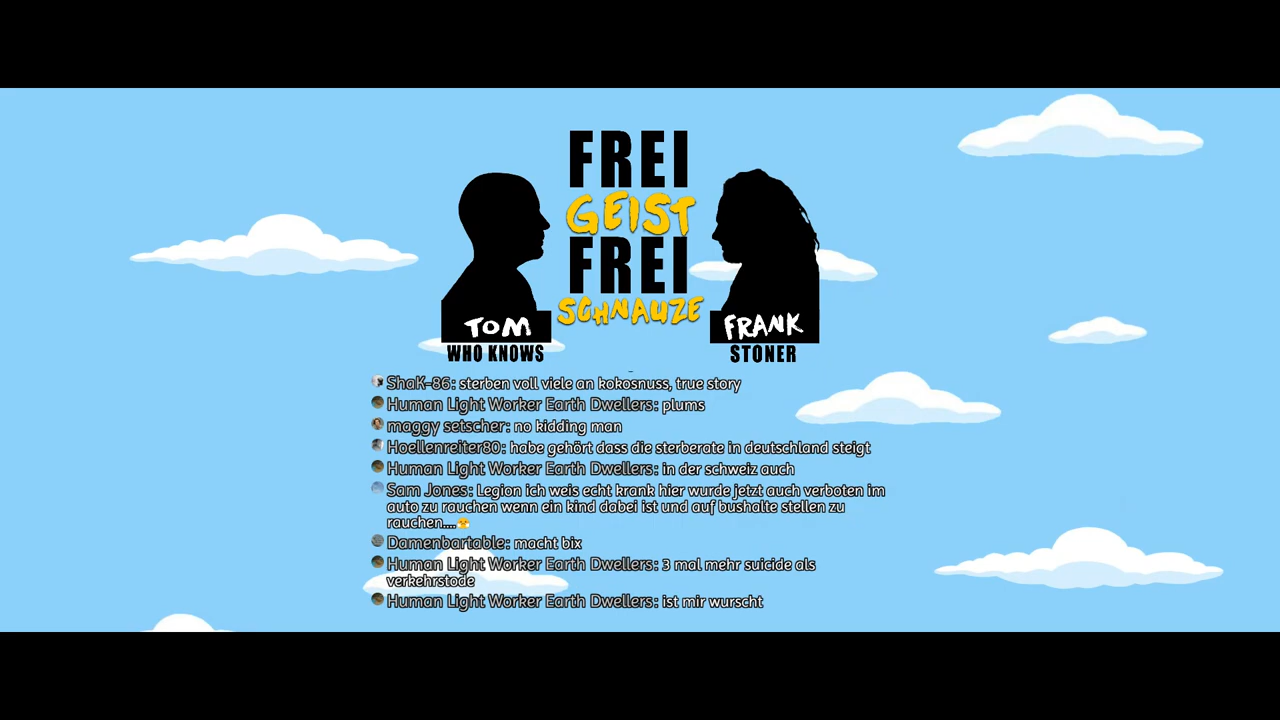 FREI
GEIST
FREI
SCHNAUZE
TOM
WHO KNOWS
FRANK
STONER
ShaK-86: sterben voll viele an kokosnuss, true story
Human Light Worker Earth Dwellers: plums
maggy setscher: no kidding man
Hoellenreiter80: habe gehört dass die sterberate in deutschland steigt
Human Light Worker Earth Dwellers: in der schweiz auch
Sam Jones: Legion ich weis echt krank hier wurde jetzt auch verboten im
auto zu rauchen wenn ein kind dabei ist und auf bushalte stellen zu
rauchen....😤
Damenbartable: macht bix
Human Light Worker Earth Dwellers: 3 mal mehr suicide als
verkehrstode
Human Light Worker Earth Dwellers: ist mir wurscht